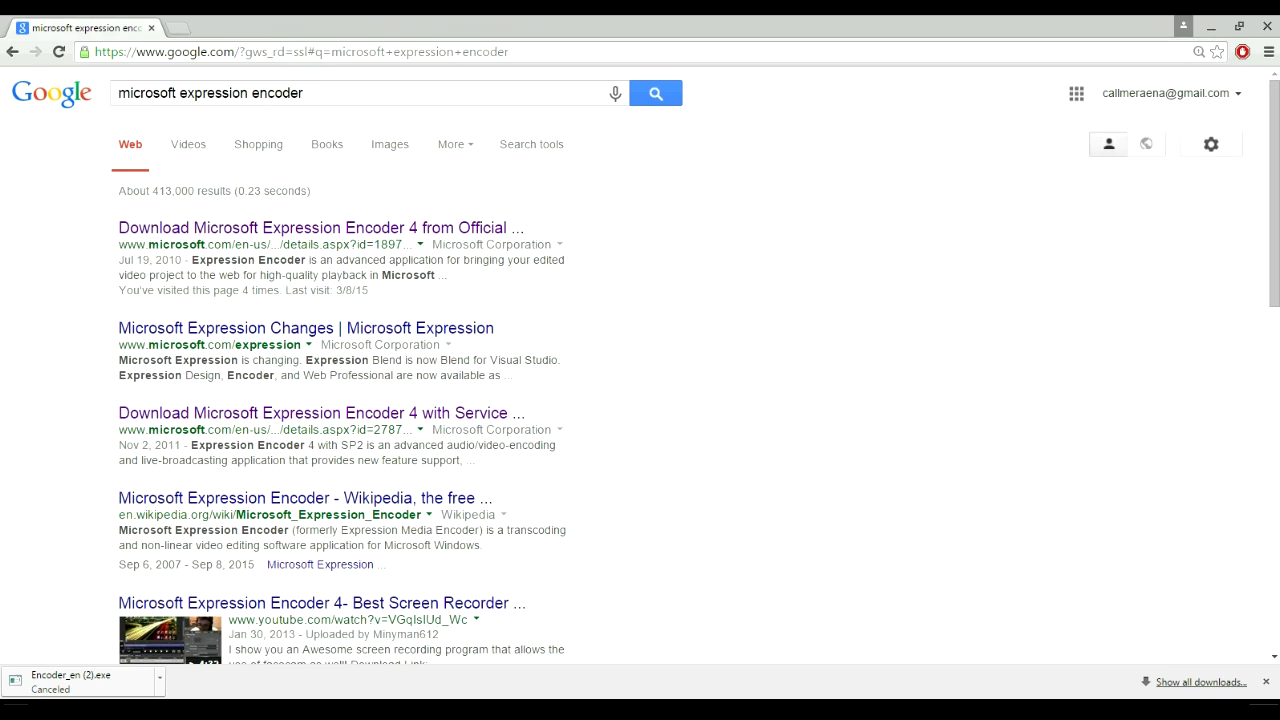 microsoft expression enc
https://www.google.com/?gws_rd=ssl#q=microsoft+expression+encoder
Google
microsoft expression encoder
callmeraena@gmail.com
Web Videos Shopping Books Images More Search tools
About 413,000 results (0.23 seconds)
Download Microsoft Expression Encoder 4 from Official ...
www.microsoft.com/en-us/.../details.aspx?id=1897... Microsoft Corporation
Jul 19, 2010 - Expression Encoder is an advanced application for bringing your edited
video project to the web for high-quality playback in Microsoft ...
You've visited this page 4 times. Last visit: 3/8/15
Microsoft Expression Changes | Microsoft Expression
www.microsoft.com/expression Microsoft Corporation
Microsoft Expression is changing. Expression Blend is now Blend for Visual Studio.
Expression Design, Encoder, and Web Professional are now available as ...
Download Microsoft Expression Encoder 4 with Service ...
www.microsoft.com/en-us/.../details.aspx?id=2787... Microsoft Corporation
Nov 2, 2011 - Expression Encoder 4 with SP2 is an advanced audio/video-encoding
and live-broadcasting application that provides new feature support, ...
Microsoft Expression Encoder - Wikipedia, the free ...
en.wikipedia.org/wiki/Microsoft_Expression_Encoder Wikipedia
Microsoft Expression Encoder (formerly Expression Media Encoder) is a transcoding
and non-linear video editing software application for Microsoft Windows.
Sep 6, 2007 - Sep 8, 2015 Microsoft Expression ...
Microsoft Expression Encoder 4- Best Screen Recorder ...
Jan 30, 2013 - Uploaded by Minyman612
I show you an Awesome screen recording program that allows the
Encoder_en (2).exe
Canceled
Show all downloads...